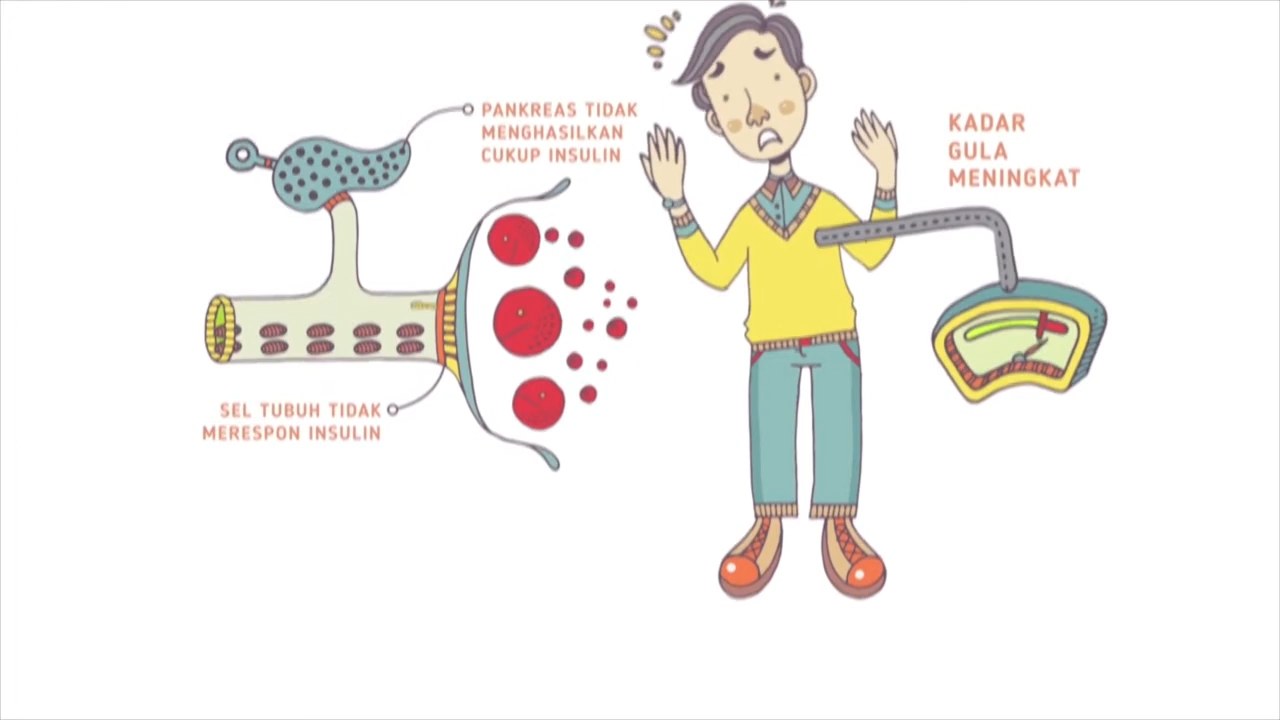 PANKREAS TIDAK
MENGHASILKAN
CUKUP INSULIN
KADAR
GULA
MENINGKAT
SEL TUBUH TIDAK
MERESPON INSULIN